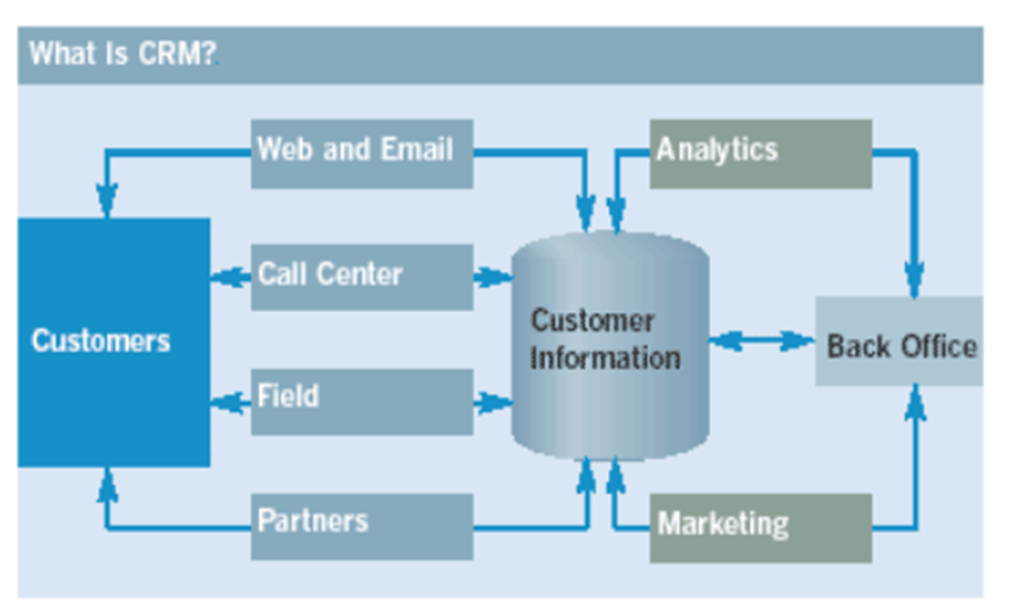 What Is CRM?
Web and Email
Analytics
Call Center
Customers
Customer
Information
Back Office
Field
Partners
Marketing